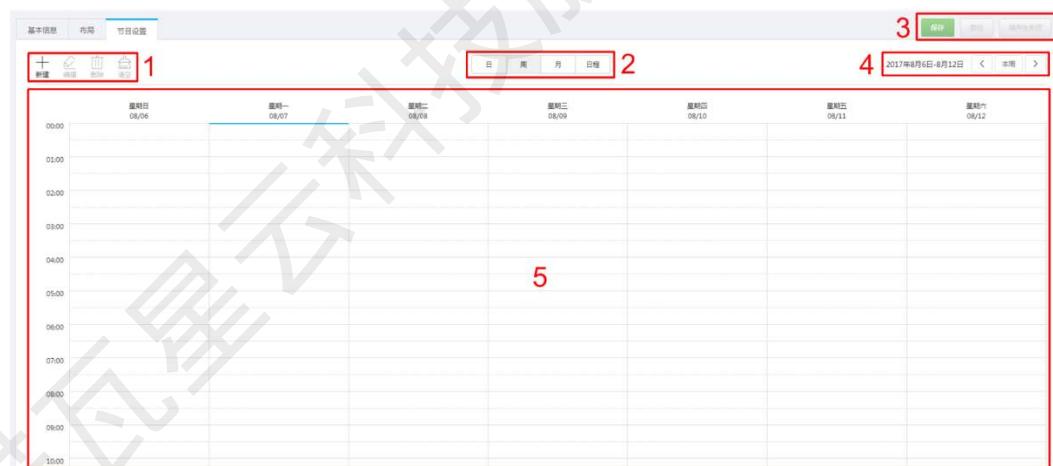 基本信息 布局 节目设置
3 保存
新建 编辑 删除 清空 1
日 周 月 日程 2
4 2017年8月6日-8月12日 < 本周 >
星期日 星期一 星期二 星期三 星期四 星期五 星期六
08/06 08/07 08/08 08/09 08/10 08/11 08/12
00:00
01:00
02:00
03:00
04:00
5
05:00
06:00
07:00
08:00
09:00
10:00
瓦星云科技